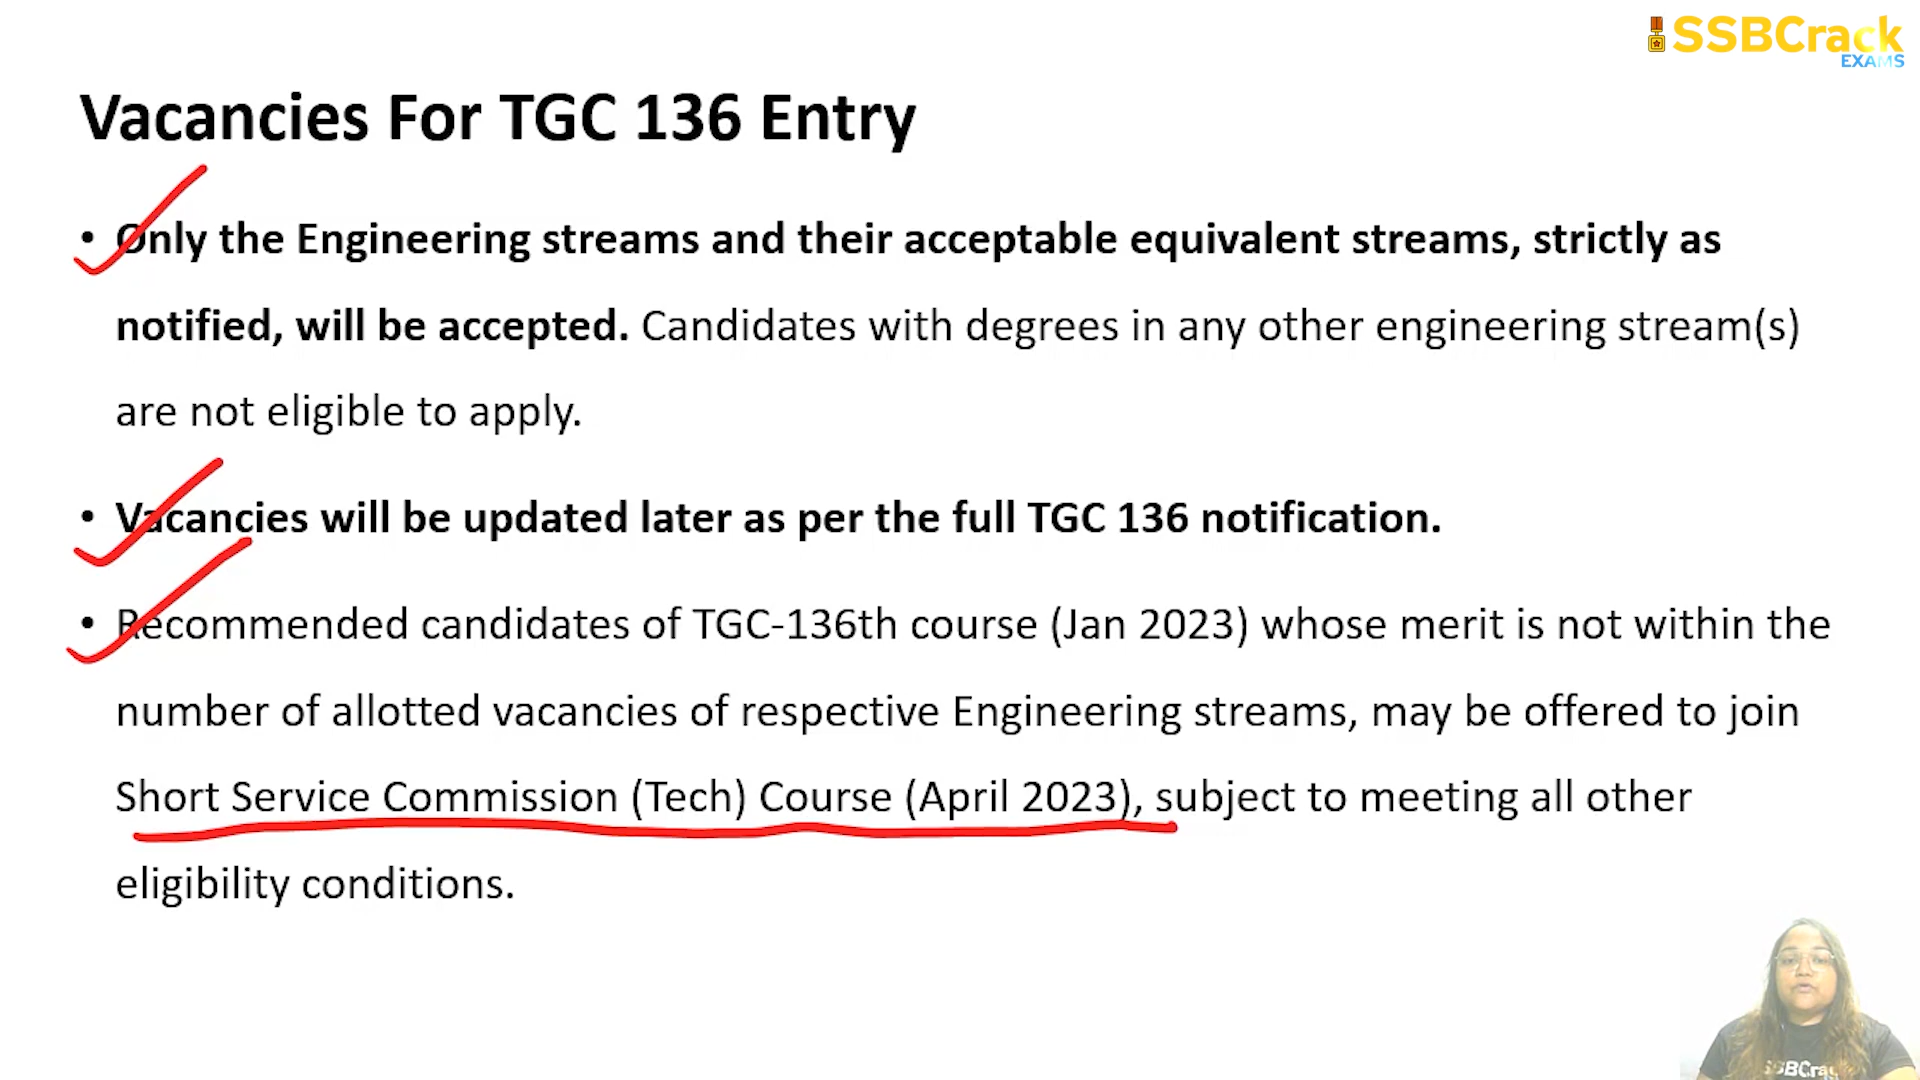 SSBCrack
EXAMS
Vacancies For TGC 136 Entry
• Only the Engineering streams and their acceptable equivalent streams, strictly as
notified, will be accepted. Candidates with degrees in any other engineering stream(s)
are not eligible to apply.
• Vacancies will be updated later as per the full TGC 136 notification.
• Recommended candidates of TGC-136th course (Jan 2023) whose merit is not within the
number of allotted vacancies of respective Engineering streams, may be offered to join
Short Service Commission (Tech) Course (April 2023), subject to meeting all other
eligibility conditions.